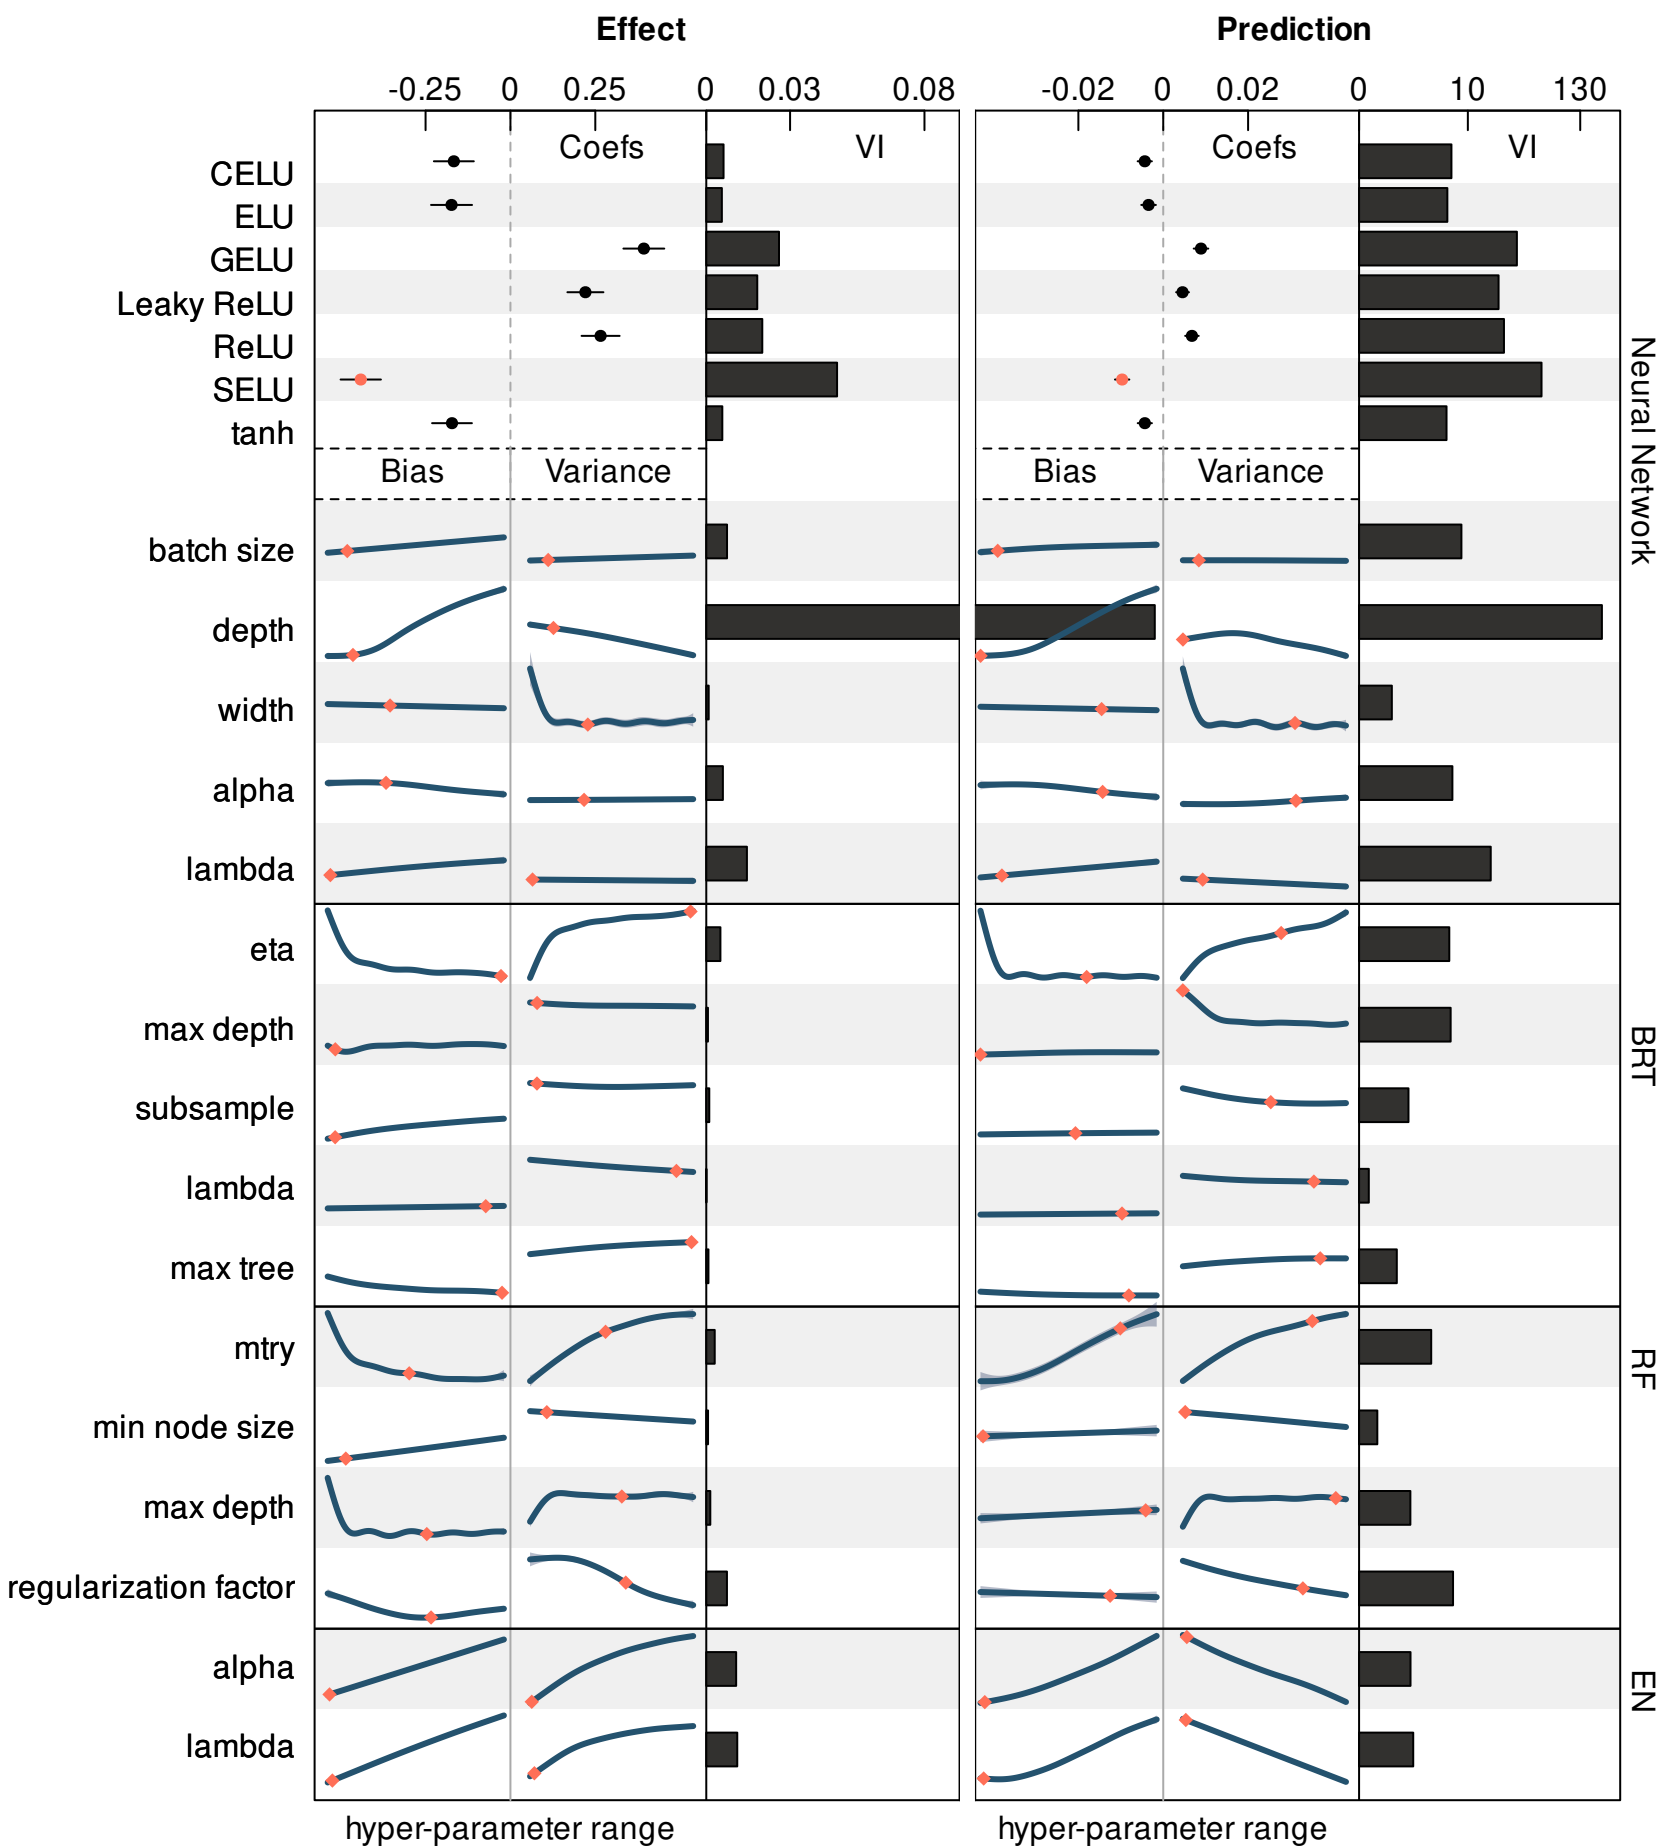 Effect Prediction
-0.25 0 0.25 0 0.03 0.08 -0.02 0 0.02 0 10 130
Coefs VI Coefs VI
CELU
ELU
GELU
Leaky ReLU
ReLU
SELU
tanh
Neural Network
Bias Variance Bias Variance
batch size
depth
width
alpha
lambda
eta
max depth
BRT
subsample
lambda
max tree
mtry
RF
min node size
max depth
regularization factor
alpha
EN
lambda
hyper-parameter range hyper-parameter range